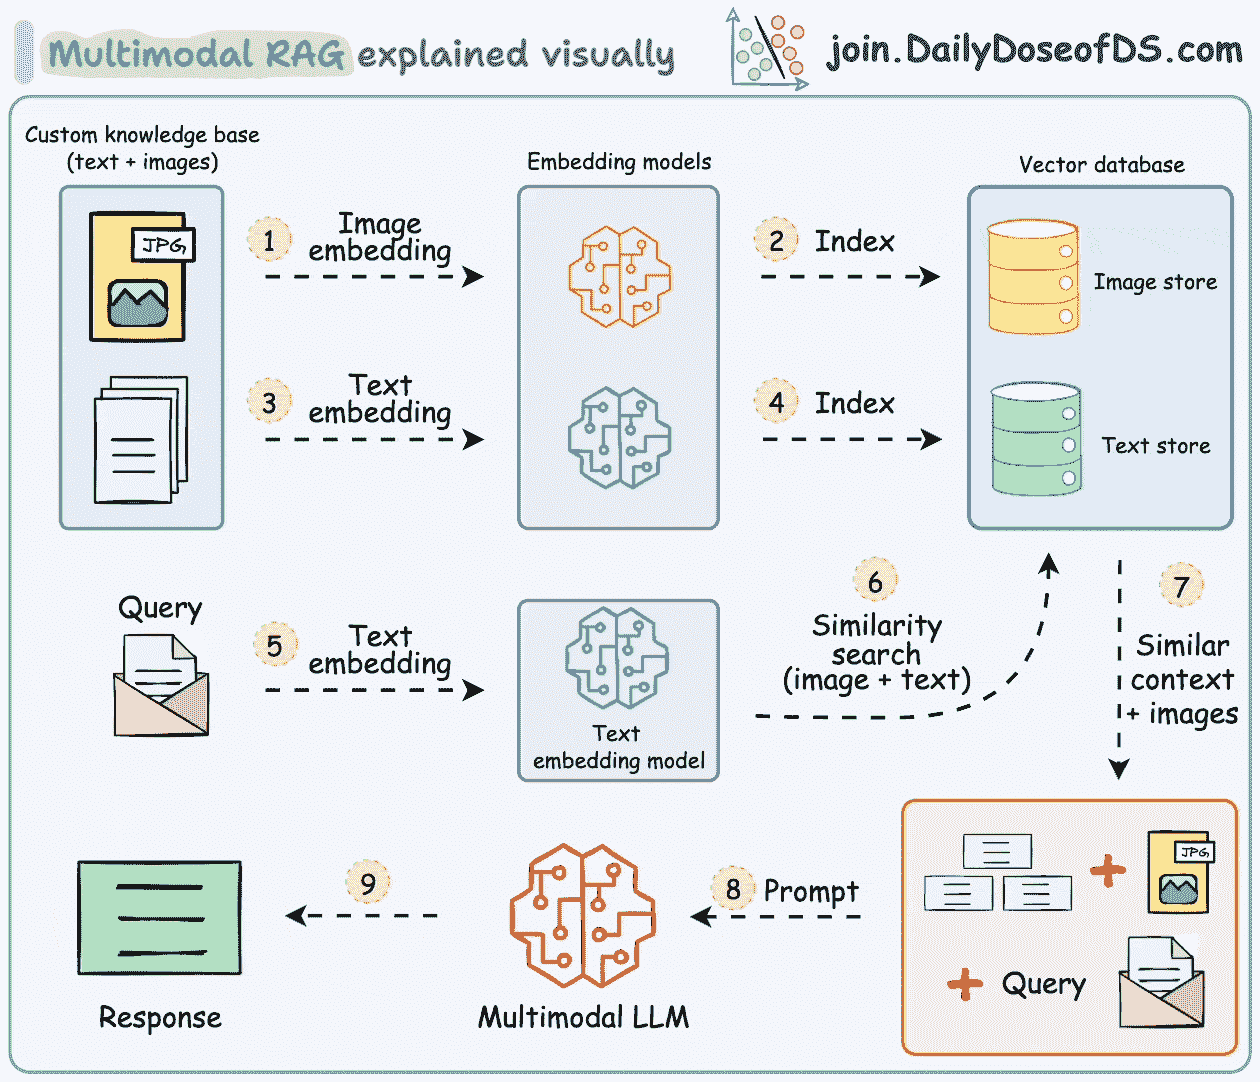 Multimodal RAG explained visually
join.DailyDoseofDS.com
Custom knowledge base
(text + images)
Embedding models
Vector database
JPG
1
Image
embedding
2
Index
Image store
3
Text
embedding
4
Index
Text store
Query
5
Text
embedding
Text
embedding model
6
Similarity
search
(image + text)
7
Similar
context
+ images
JPG
+
+ Query
8
Prompt
Multimodal LLM
9
Response